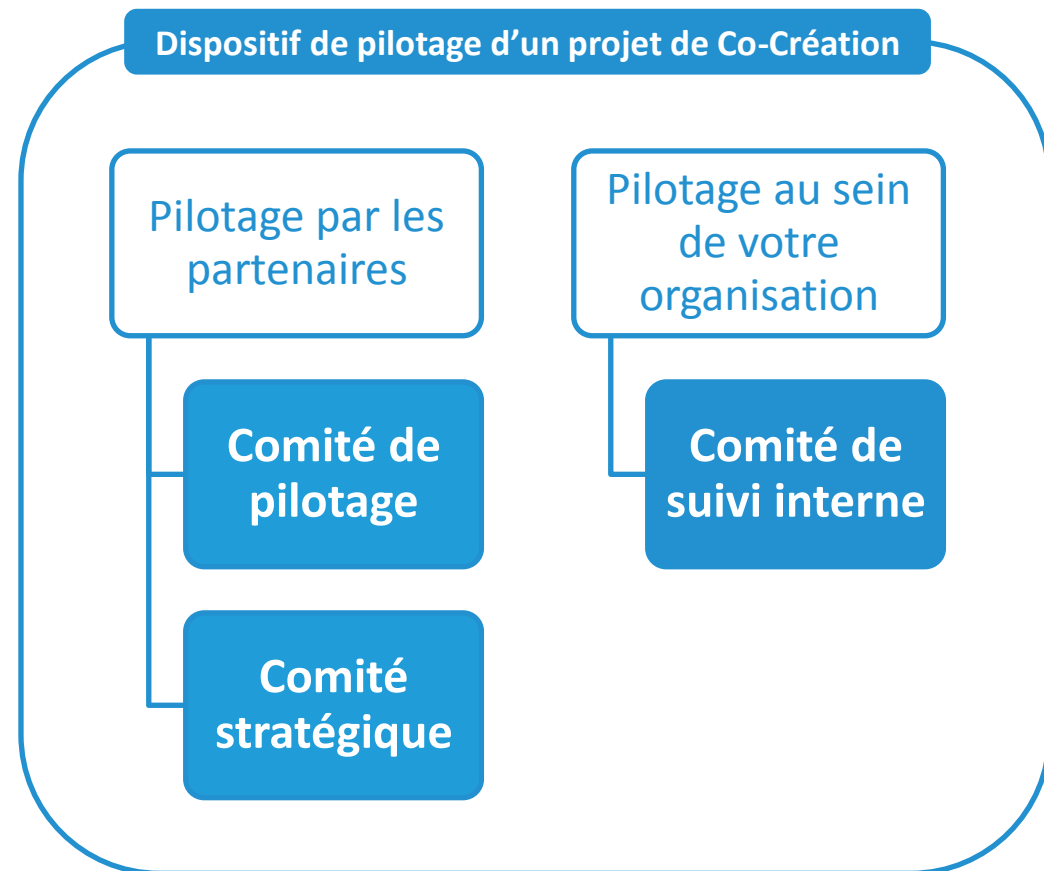 Dispositif de pilotage d’un projet de Co-Création
Pilotage par les
partenaires
Comité de
pilotage
Comité
stratégique
Pilotage au sein
de votre
organisation
Comité de
suivi interne